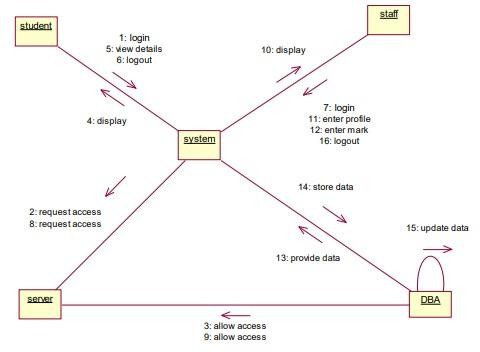 student
staff
1: login
5: view details
6: logout
10: display
4: display
7: login
11: enter profile
12: enter mark
16: logout
system
14: store data
2: request access
8: request access
15: update data
13: provide data
server
DBA
3: allow access
9: allow access